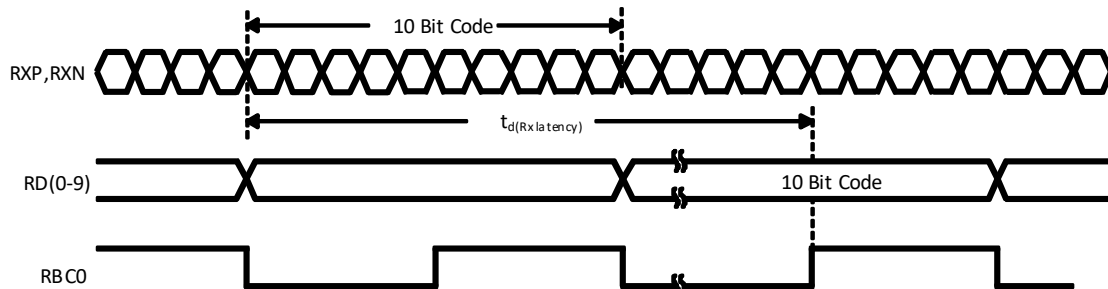 10 Bit Code
RXP,RXN
td(Rx latency)
RD(0-9)
10 Bit Code
RBC0